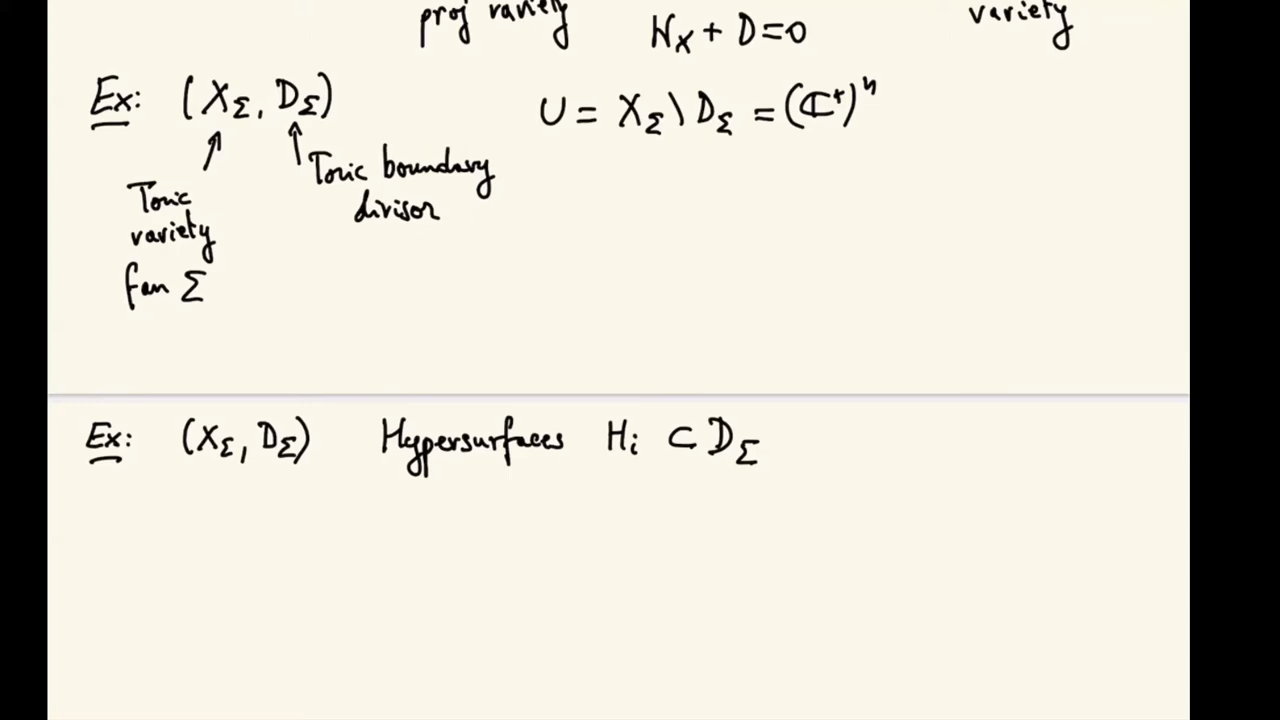 proj variety K_X + D = 0 variety
Ex: (X_Σ, D_Σ) U = X_Σ \ D_Σ = (ℂ*)^n
Toric boundary
divisor
Toric
variety
fan Σ
Ex: (X_Σ, D_Σ) Hypersurfaces H_i ⊂ D_Σ